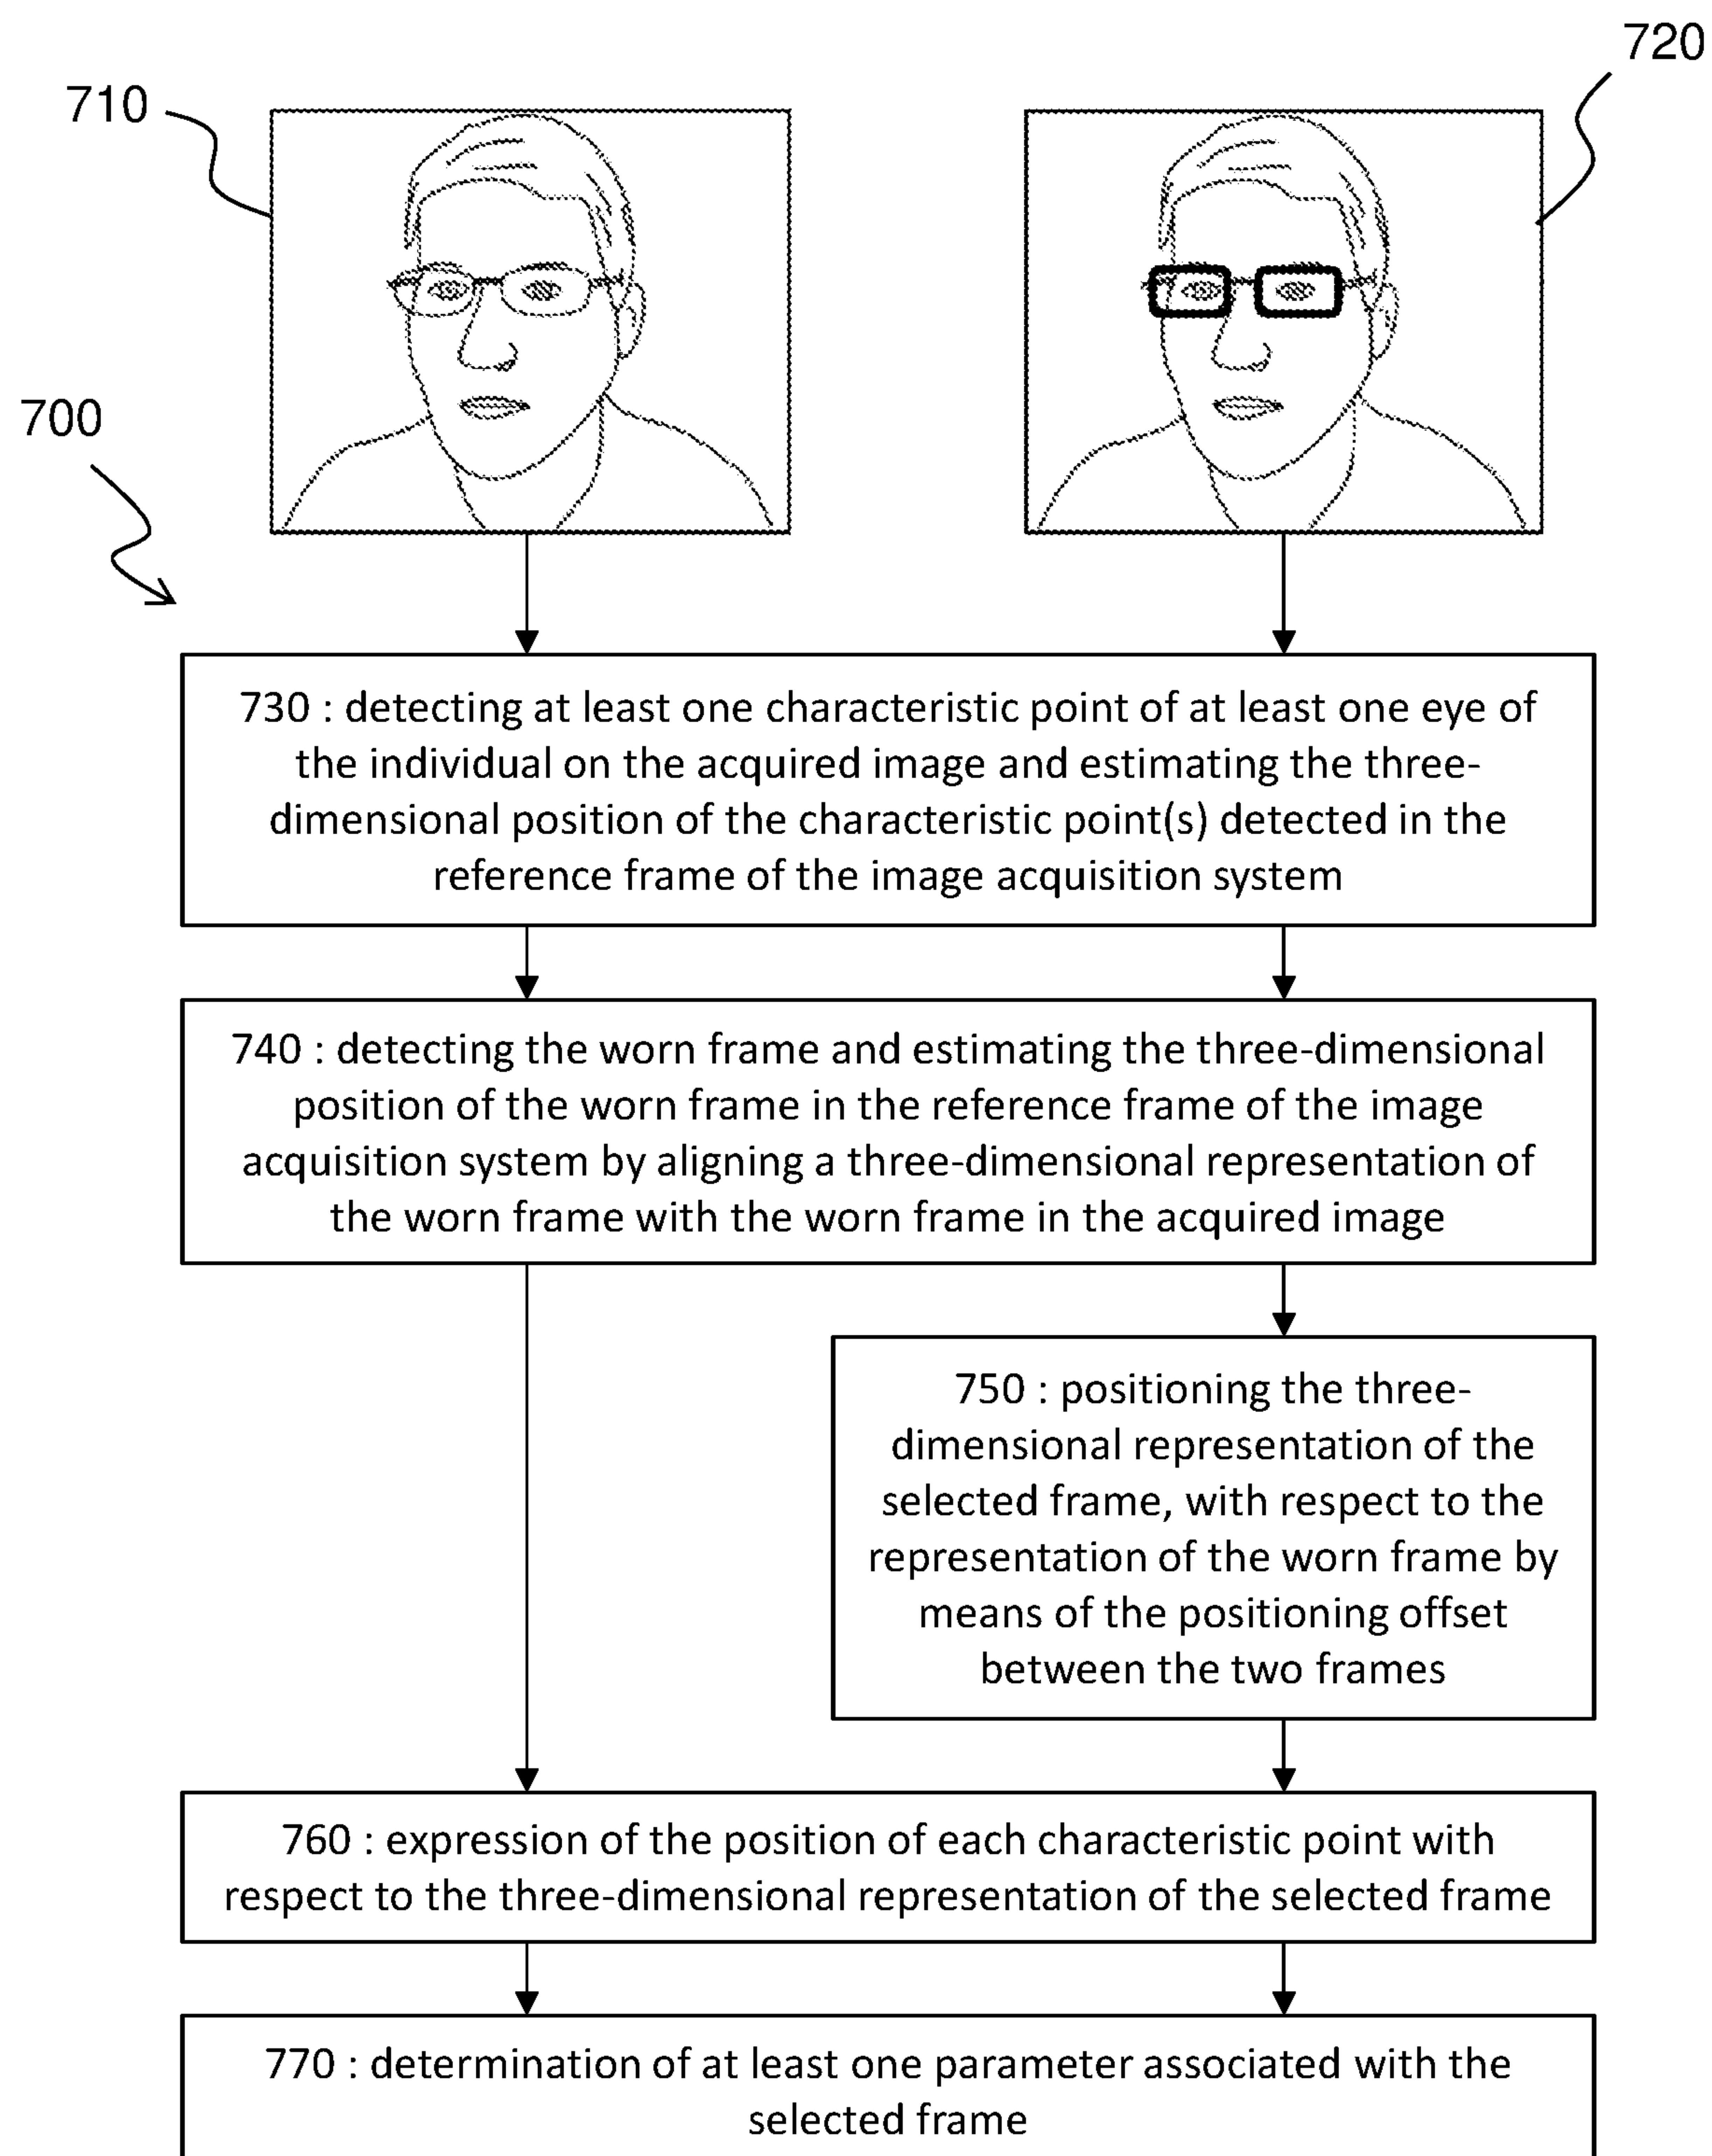 720
710
700
730 : detecting at least one characteristic point of at least one eye of
the individual on the acquired image and estimating the three-
dimensional position of the characteristic point(s) detected in the
reference frame of the image acquisition system
740 : detecting the worn frame and estimating the three-dimensional
position of the worn frame in the reference frame of the image
acquisition system by aligning a three-dimensional representation of
the worn frame with the worn frame in the acquired image
750 : positioning the three-
dimensional representation of the
selected frame, with respect to the
representation of the worn frame by
means of the positioning offset
between the two frames
760 : expression of the position of each characteristic point with
respect to the three-dimensional representation of the selected frame
770 : determination of at least one parameter associated with the
selected frame